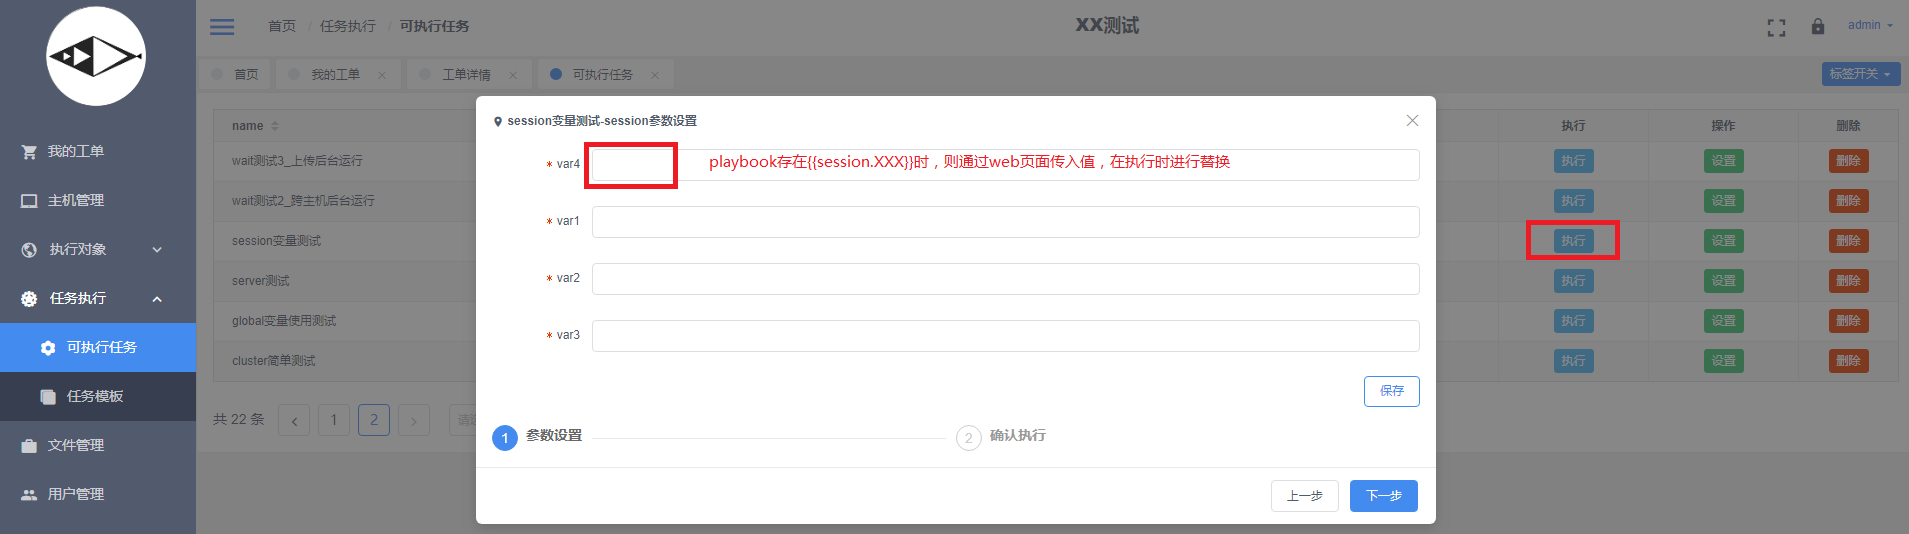 首页 / 任务执行 / 可执行任务
XX测试
admin
首页
我的工单
工单详情
可执行任务
标签开关
我的工单
主机管理
执行对象
任务执行
可执行任务
任务模板
文件管理
用户管理
name
执行
操作
删除
wait测试3_上传后台运行
执行
设置
删除
wait测试2_跨主机后台运行
执行
设置
删除
session变量测试
执行
设置
删除
server测试
执行
设置
删除
global变量使用测试
执行
设置
删除
cluster简单测试
执行
设置
删除
共 22 条
1
2
session变量测试-session参数设置
* var4
playbook存在{{session.XXX}}时，则通过web页面传入值，在执行时进行替换
* var1
* var2
* var3
保存
1 参数设置
2 确认执行
上一步
下一步